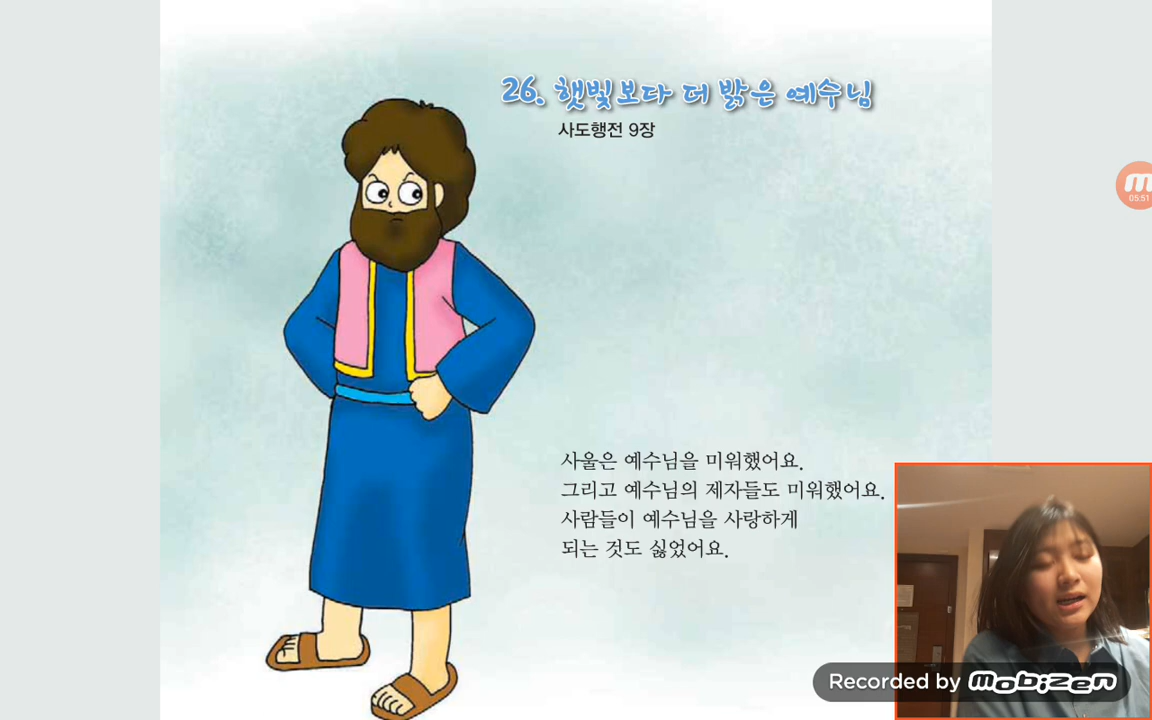 26. 햇빛보다 더 밝은 예수님
사도행전 9장
M
05:51
사울은 예수님을 미워했어요.
그리고 예수님의 제자들도 미워했어요.
사람들이 예수님을 사랑하게
되는 것도 싫었어요.
Recorded by mobizen